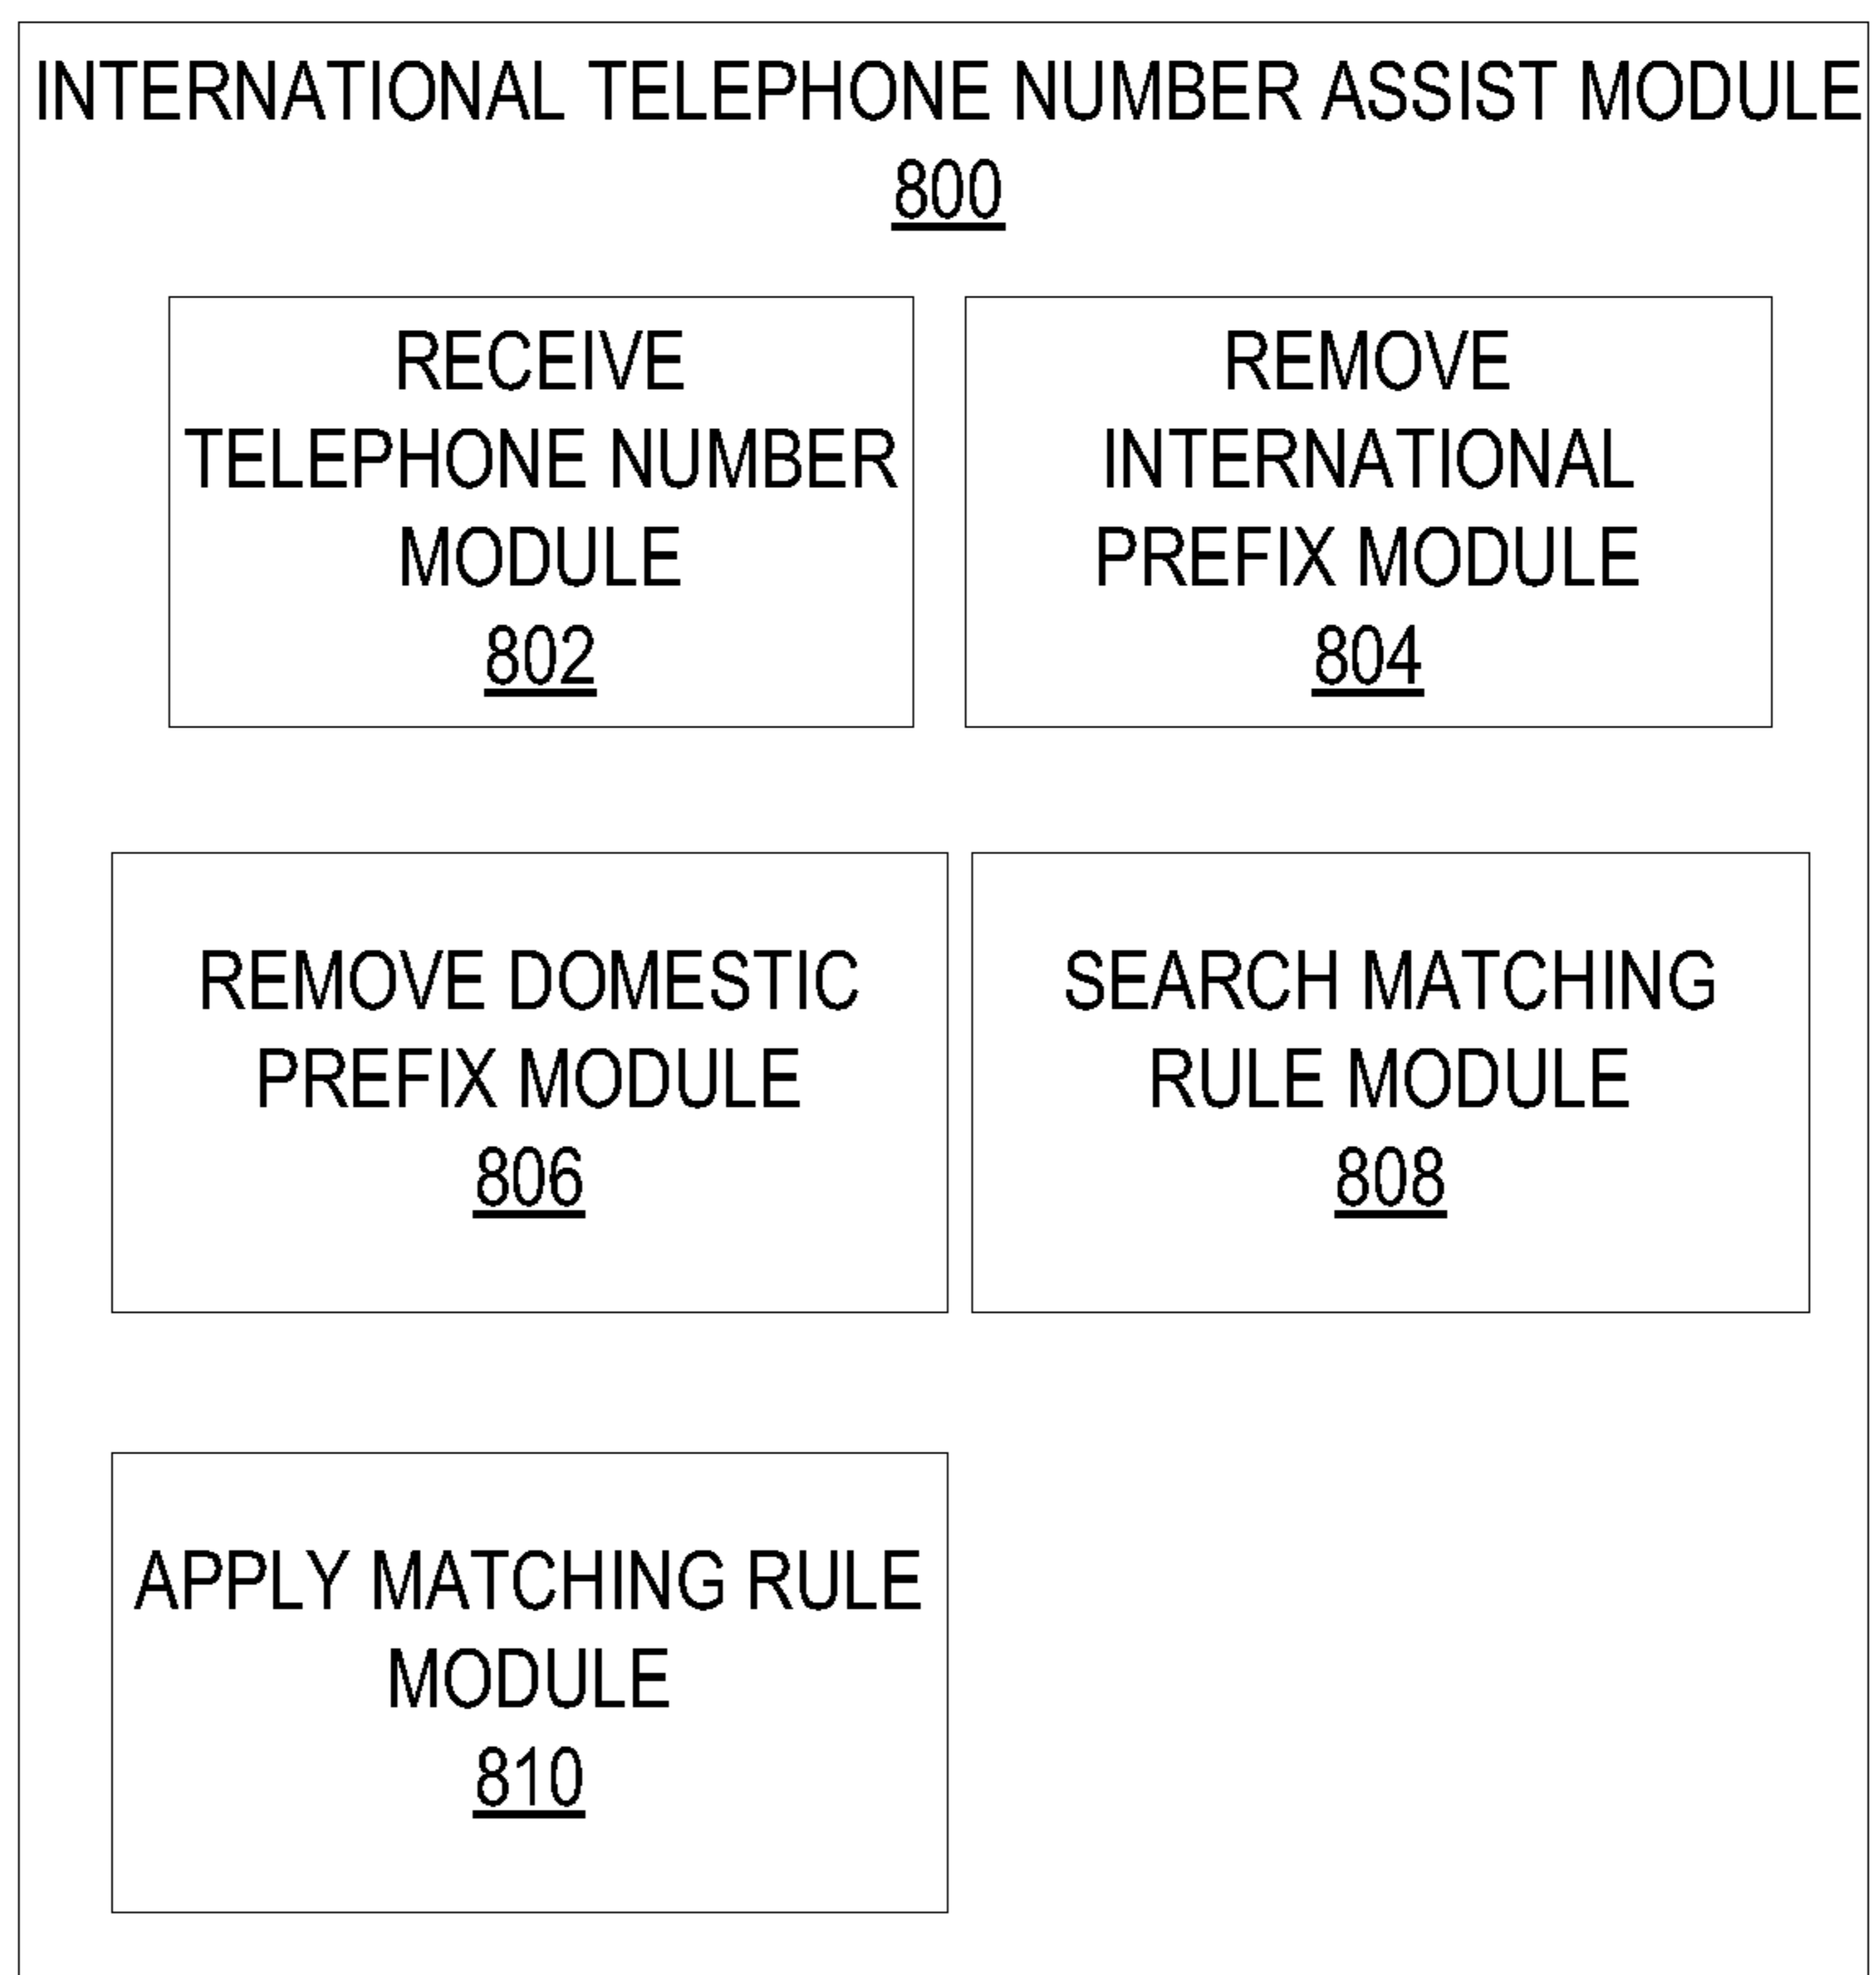 INTERNATIONAL TELEPHONE NUMBER ASSIST MODULE
800
RECEIVE
TELEPHONE NUMBER
MODULE
802
REMOVE
INTERNATIONAL
PREFIX MODULE
804
REMOVE DOMESTIC
PREFIX MODULE
806
SEARCH MATCHING
RULE MODULE
808
APPLY MATCHING RULE
MODULE
810